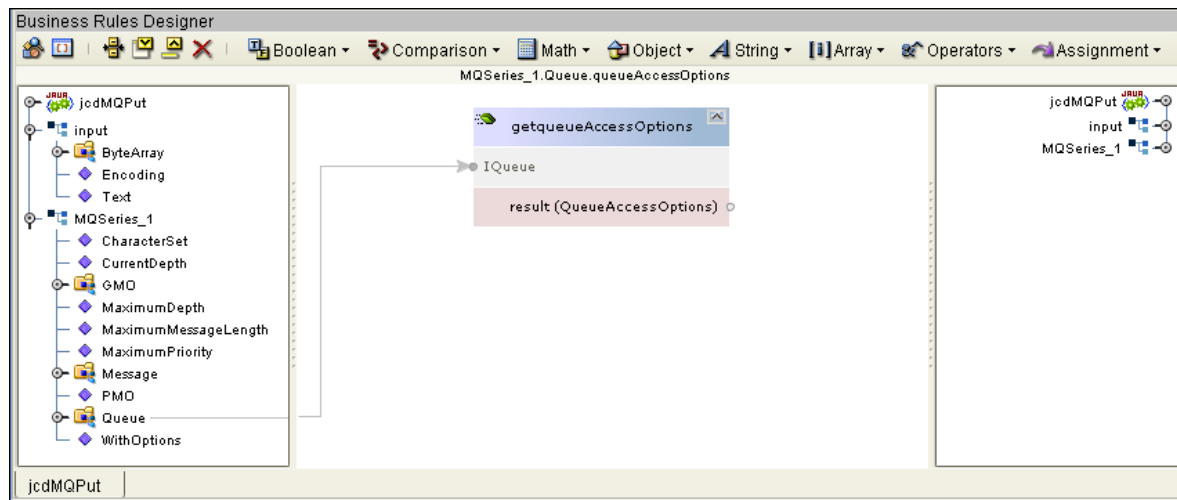 Business Rules Designer
Boolean Comparison Math Object String Array Operators Assignment
MQSeries_1.Queue.queueAccessOptions
JAVA
jcdMQPut
input
ByteArray
Encoding
Text
MQSeries_1
CharacterSet
CurrentDepth
GMO
MaximumDepth
MaximumMessageLength
MaximumPriority
Message
PMO
Queue
WithOptions
getqueueAccessOptions
IQueue
result (QueueAccessOptions)
JAVA
jcdMQPut
input
MQSeries_1
jcdMQPut